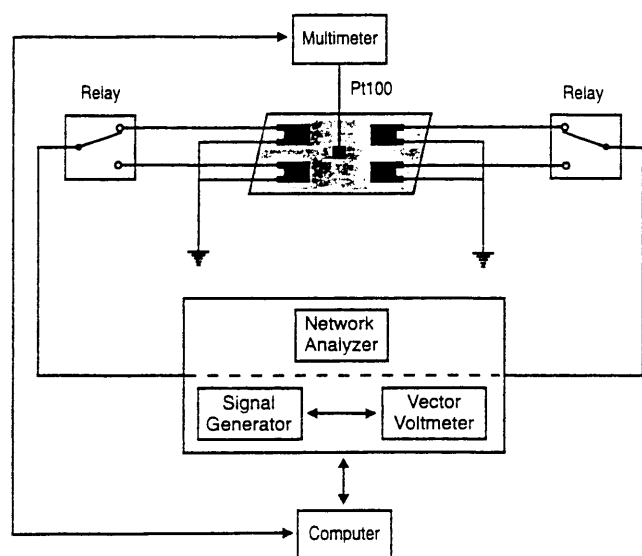 Multimeter
Relay
Pt100
Relay
Network
Analyzer
Signal
Generator
Vector
Voltmeter
Computer